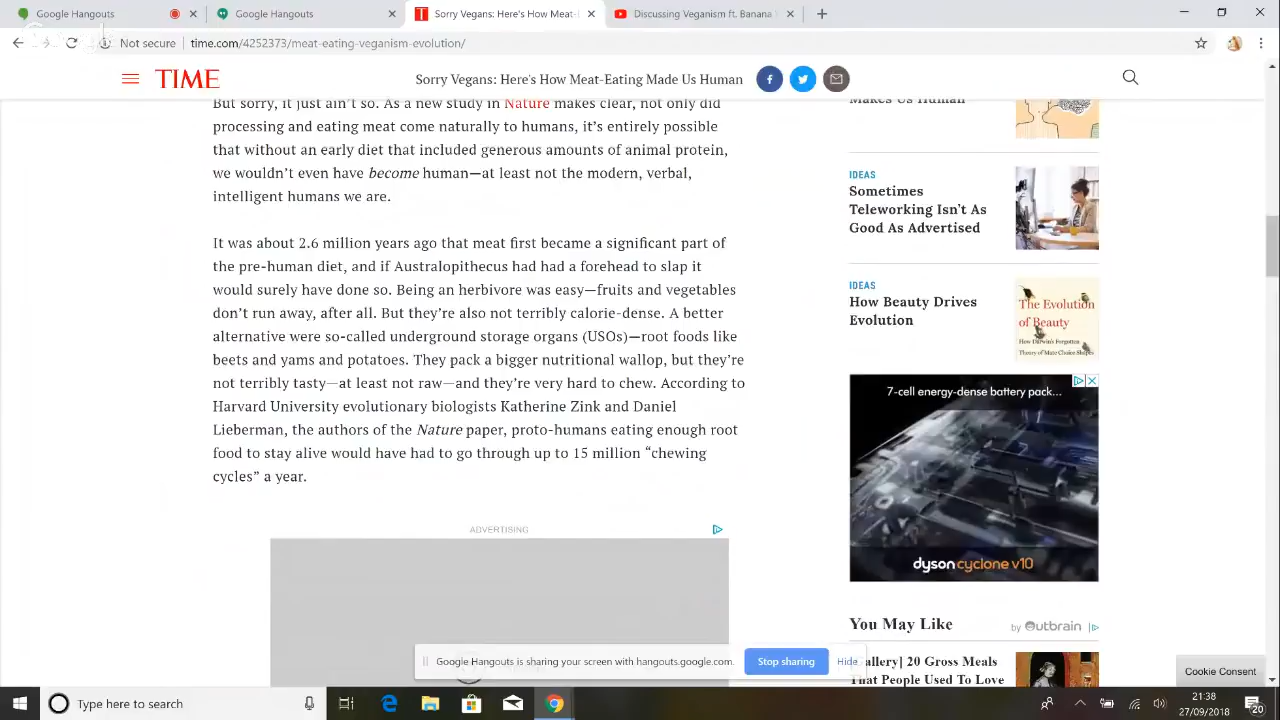 Google Hangouts
Google Hangouts
Sorry Vegans: Here's How Meat-E
Discussing Veganism ft. Banana
Not secure
time.com/4252373/meat-eating-veganism-evolution/
TIME
Sorry Vegans: Here's How Meat-Eating Made Us Human
But sorry, it just ain't so. As a new study in Nature makes clear, not only did
processing and eating meat come naturally to humans, it's entirely possible
that without an early diet that included generous amounts of animal protein,
we wouldn't even have become human—at least not the modern, verbal,
intelligent humans we are.
It was about 2.6 million years ago that meat first became a significant part of
the pre-human diet, and if Australopithecus had had a forehead to slap it
would surely have done so. Being an herbivore was easy—fruits and vegetables
don't run away, after all. But they're also not terribly calorie-dense. A better
alternative were so-called underground storage organs (USOs)—root foods like
beets and yams and potatoes. They pack a bigger nutritional wallop, but they're
not terribly tasty—at least not raw—and they're very hard to chew. According to
Harvard University evolutionary biologists Katherine Zink and Daniel
Lieberman, the authors of the Nature paper, proto-humans eating enough root
food to stay alive would have had to go through up to 15 million “chewing
cycles” a year.
ADVERTISING
Makes Us Human
IDEAS
Sometimes
Teleworking Isn't As
Good As Advertised
IDEAS
How Beauty Drives
Evolution
The Evolution
of Beauty
How Darwin's Forgotten
Theory of Mate Choice Shapes
7-cell energy-dense battery pack...
dyson cyclone v10
You May Like
by Outbrain
allery] 20 Gross Meals
That People Used To Love
Google Hangouts is sharing your screen with hangouts.google.com.
Stop sharing
Hide
Cookie Consent
Type here to search
21:38
27/09/2018
20